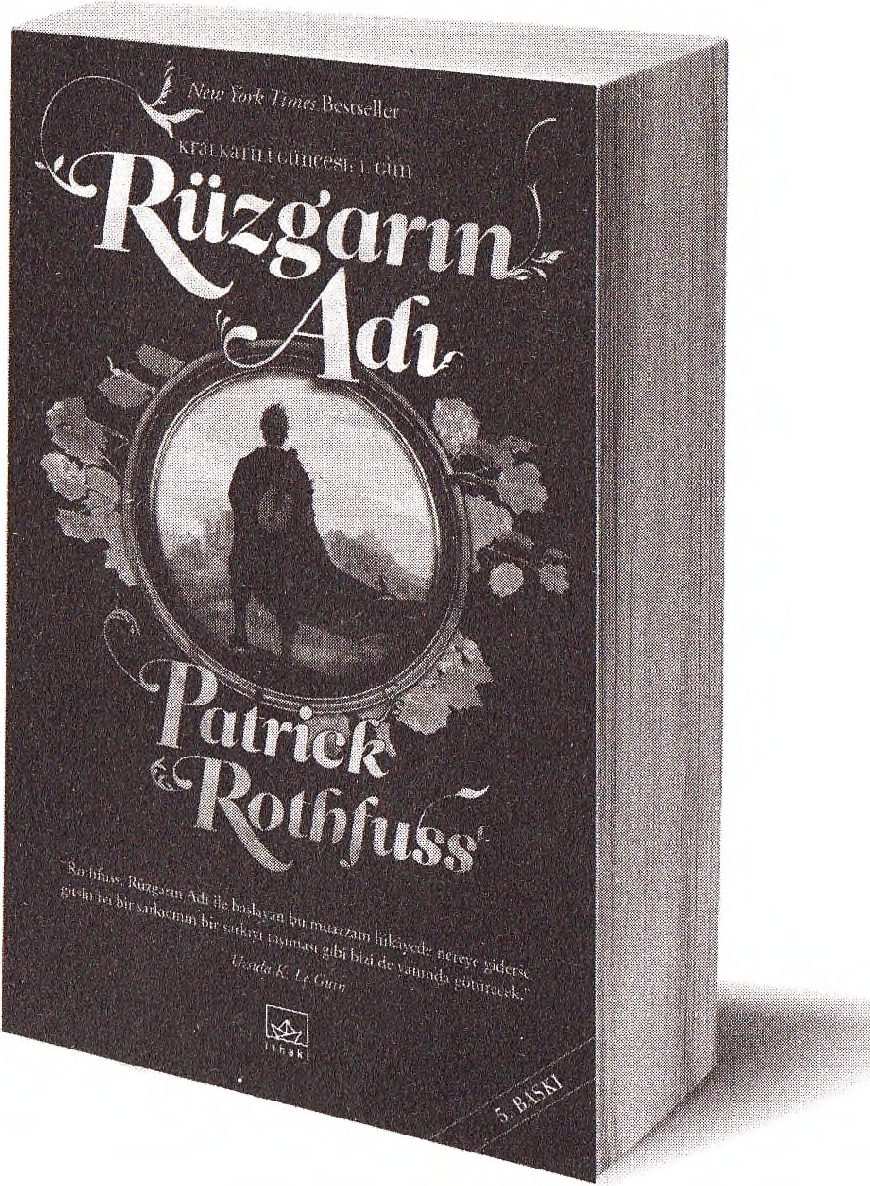 New York Times Bestseller
KRALKATİLİ GÜNCESİ: 1. GÜN
Rüzgarın
Adı
Patrick
Rothfuss
"Rothfuss, Rüzgarın Adı ile başlayan bu muazzam hikâyede nereye giderse
gitsin iyi bir şarkıcının bir şarkıyı taşıması gibi bizi de yanında götürecek."
Ursula K. Le Guin
ithaki
5. BASKI